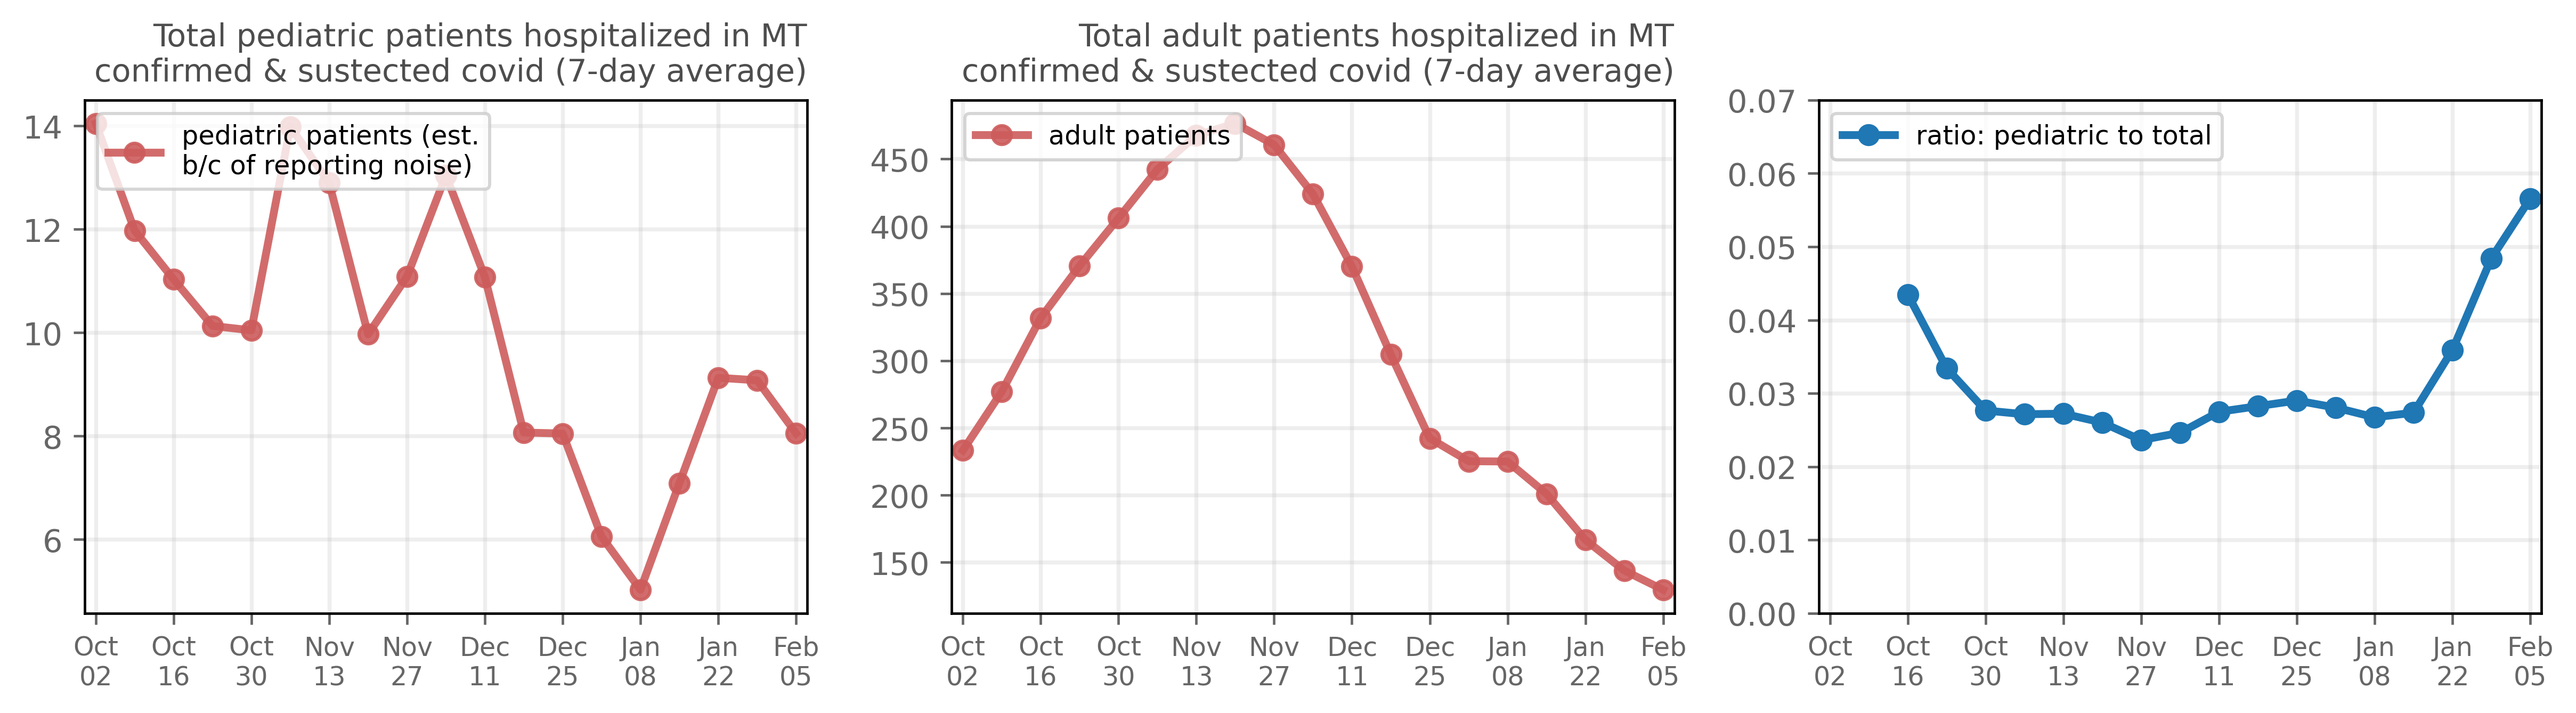 Total pediatric patients hospitalized in MT
confirmed & sustected covid (7-day average)
pediatric patients (est.
b/c of reporting noise)
14
12
10
8
6
Oct Oct Oct Nov Nov Dec Dec Jan Jan Feb
02 16 30 13 27 11 25 08 22 05
Total adult patients hospitalized in MT
confirmed & sustected covid (7-day average)
adult patients
450
400
350
300
250
200
150
Oct Oct Oct Nov Nov Dec Dec Jan Jan Feb
02 16 30 13 27 11 25 08 22 05
ratio: pediatric to total
0.07
0.06
0.05
0.04
0.03
0.02
0.01
0.00
Oct Oct Oct Nov Nov Dec Dec Jan Jan Feb
02 16 30 13 27 11 25 08 22 05